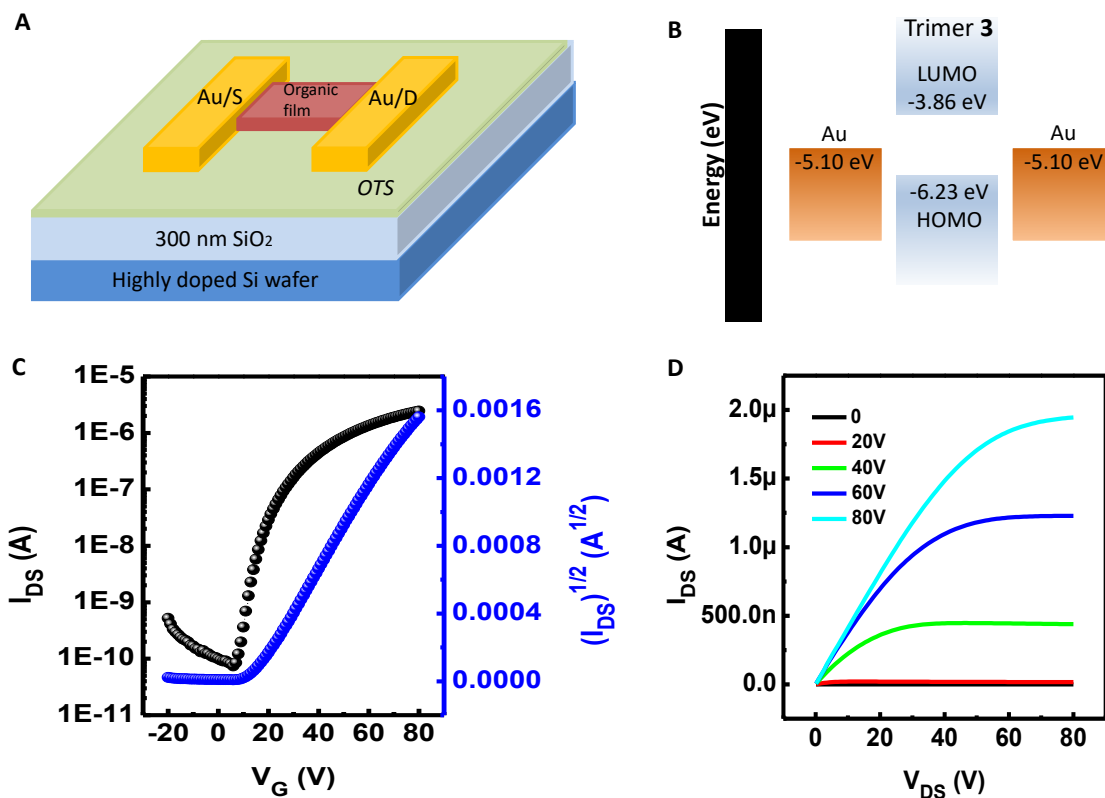 A
Au/S
Organic
film
Au/D
OTS
300 nm SiO2
Highly doped Si wafer
B
Energy (eV)
Trimer 3
LUMO
-3.86 eV
Au
-5.10 eV
-6.23 eV
HOMO
Au
-5.10 eV
C
IDS (A)
1E-5
1E-6
1E-7
1E-8
1E-9
1E-10
1E-11
-20 0 20 40 60 80
VG (V)
0.0016
0.0012
0.0008
0.0004
0.0000
(IDS)1/2 (A1/2)
D
IDS (A)
2.0µ
1.5µ
1.0µ
500.0n
0.0
0
20V
40V
60V
80V
0 20 40 60 80
VDS (V)